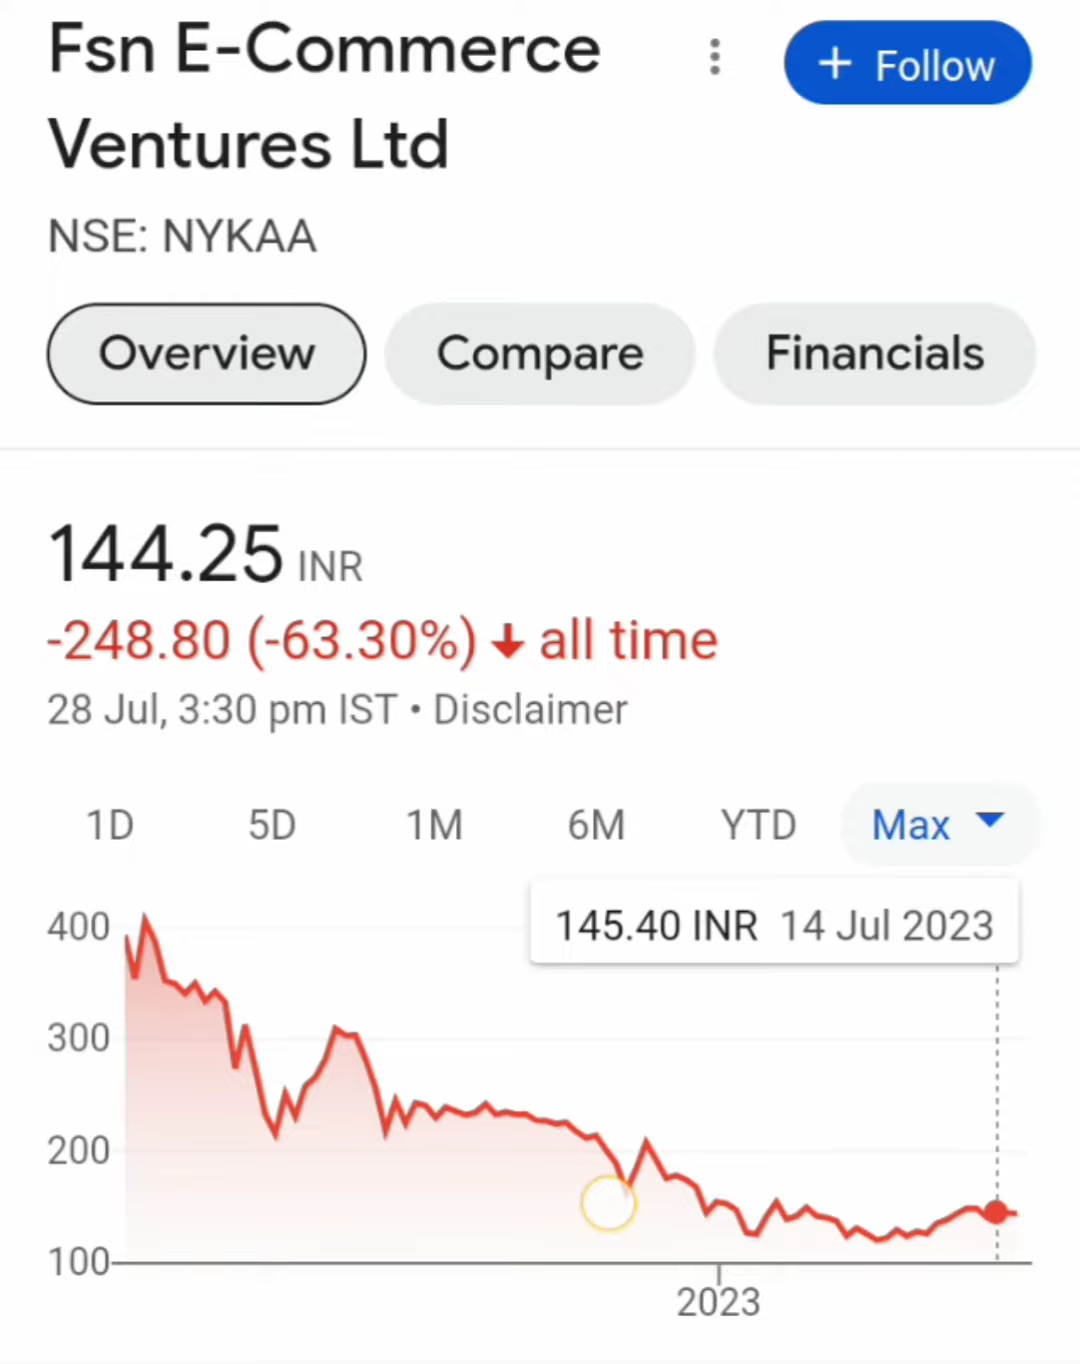 Fsn E-Commerce
Ventures Ltd
+ Follow
NSE: NYKAA
Overview
Compare
Financials
144.25 INR
-248.80 (-63.30%) ↓ all time
28 Jul, 3:30 pm IST • Disclaimer
1D 5D 1M 6M YTD Max
145.40 INR 14 Jul 2023
400
300
200
100
2023